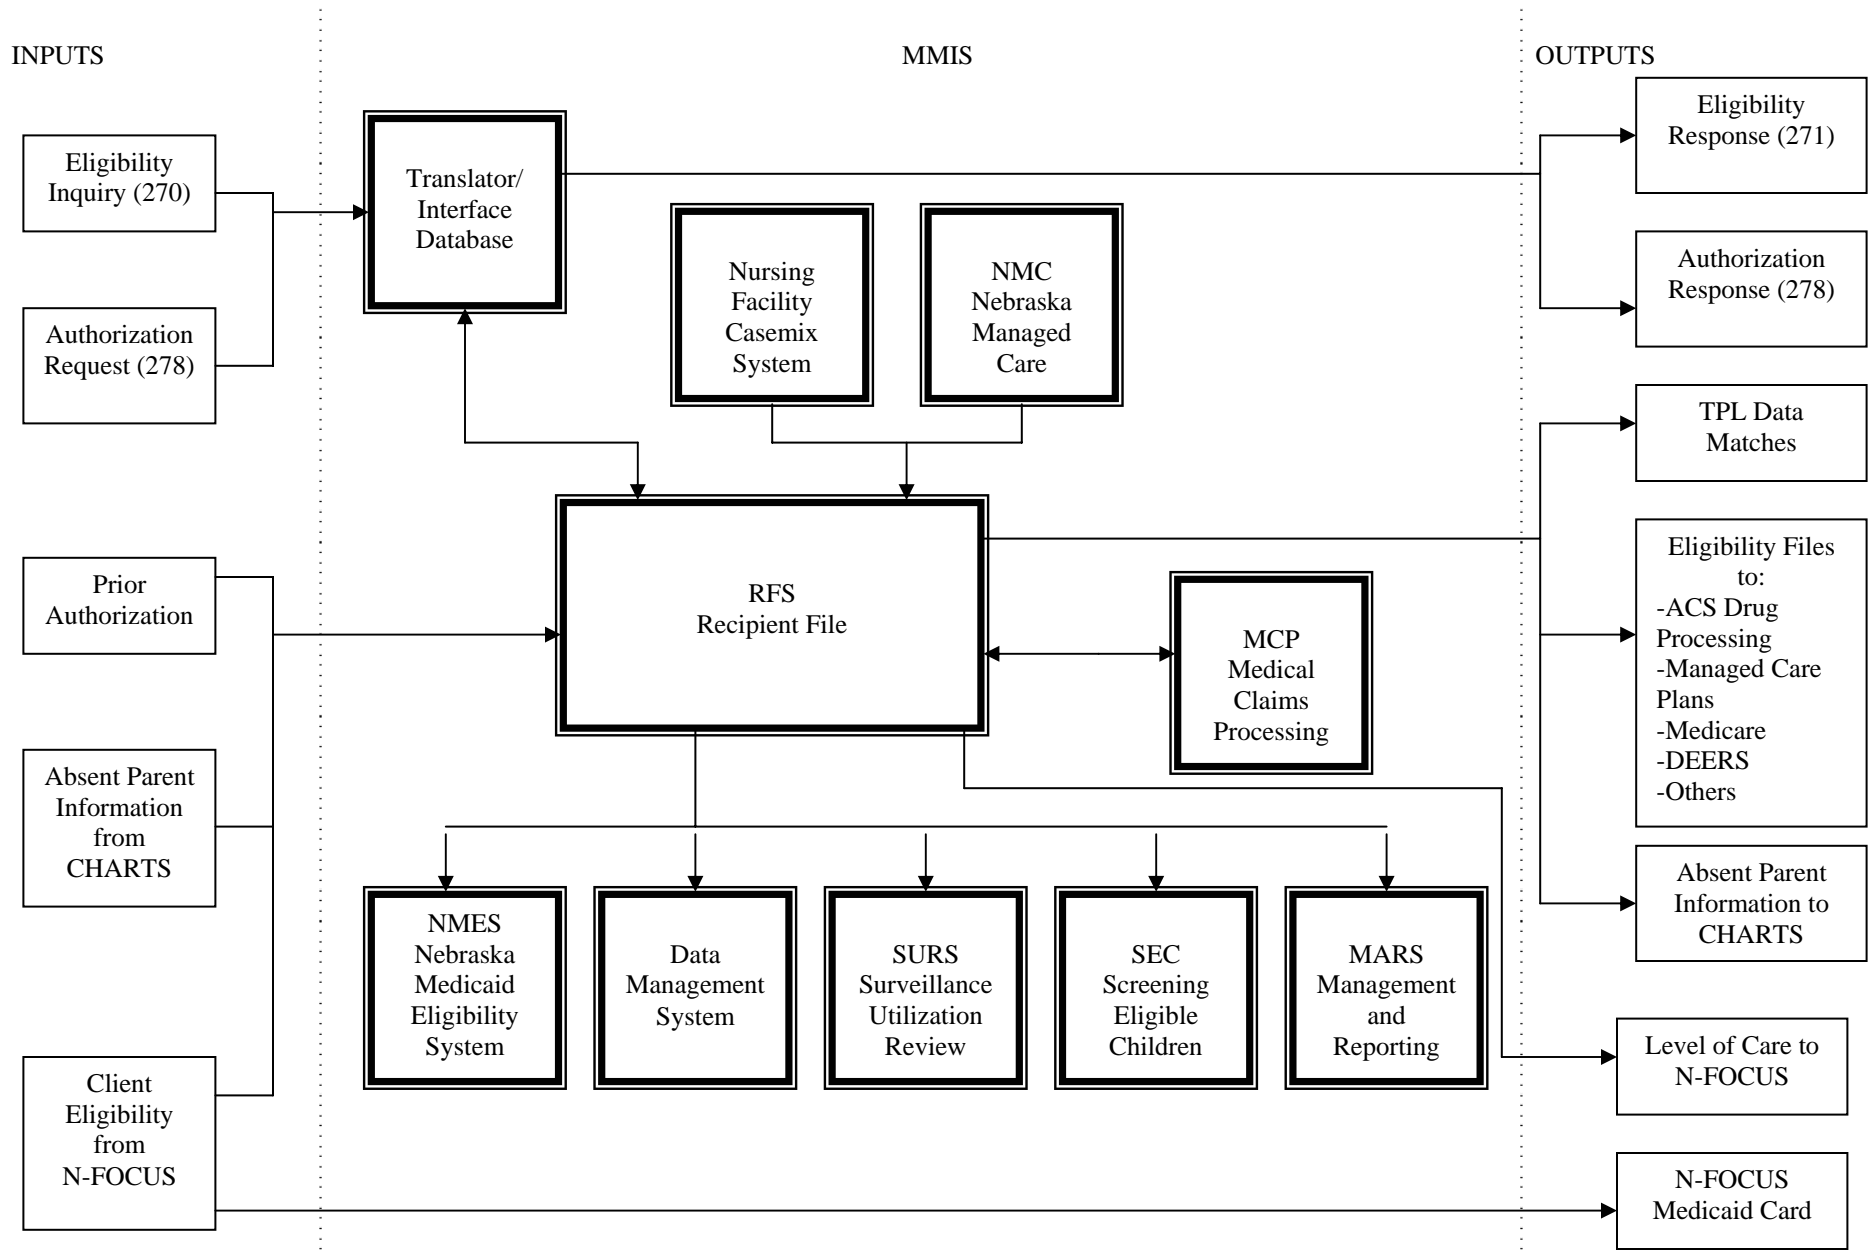 INPUTS
MMIS
OUTPUTS
Eligibility
Inquiry (270)
Authorization
Request (278)
Prior
Authorization
Absent Parent
Information
from
CHARTS
Client
Eligibility
from
N-FOCUS
Translator/
Interface
Database
Nursing
Facility
Casemix
System
NMC
Nebraska
Managed
Care
RFS
Recipient File
MCP
Medical
Claims
Processing
NMES
Nebraska
Medicaid
Eligibility
System
Data
Management
System
SURS
Surveillance
Utilization
Review
SEC
Screening
Eligible
Children
MARS
Management
and
Reporting
Eligibility
Response (271)
Authorization
Response (278)
TPL Data
Matches
Eligibility Files
to:
-ACS Drug
Processing
-Managed Care
Plans
-Medicare
-DEERS
-Others
Absent Parent
Information to
CHARTS
Level of Care to
N-FOCUS
N-FOCUS
Medicaid Card